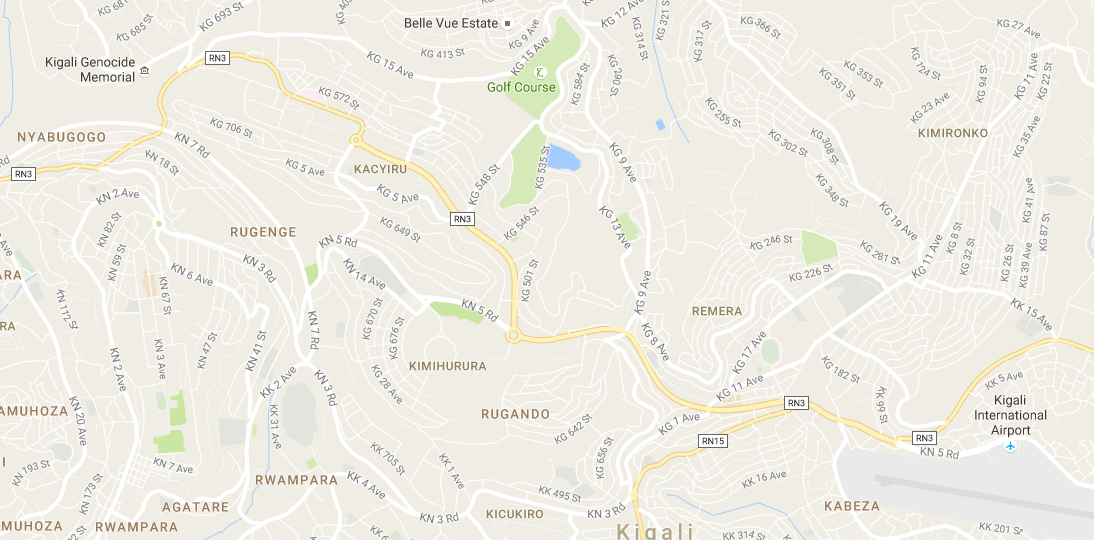 KG 681
KG 685 St
KG 693 St
Belle Vue Estate
KG 9 Ave
KG 12 Ave
KG 321 St
KG 314 St
KG 317 St
KG 366 St
KG 27 Ave
Kigali Genocide
Memorial
RN3
KG 15 Ave
KG 413 St
KG 15 Ave
Golf Course
KG 584 St
KG 353 St
KG 351 St
KG 94 St
KG 11 Ave
KG 22 St
KG 572 St
KG 706 St
KG 255 St
KG 302 St
KG 308 St
KG 23 Ave
KIMIRONKO
KG 35 Ave
NYABUGOGO
KN 7 Rd
KN 18 St
KG 5 Ave
KACYIRU
KG 535 St
KG 9 Ave
Rd
RN3
KN 2 Ave
KG 5 Ave
KG 548 St
KG 348 St
KG 19 Ave
KG 41 Ave
KG 87 St
RN3
KG 546 St
KG 13 Ave
KN 82 St
RUGENGE
KN 5 Rd
KG 649 St
KG 246 St
KG 281 St
KG 8 St
KG 32 St
KG 26 St
KG 39 Ave
KG 11 Ave
KN 59 St
KN 6 Ave
KN 3 Rd
KN 14 Ave
KG 501 St
KG 9 Ave
KG 226 St
ARA
KN 67 St
KN 112 St
KN 5 Rd
REMERA
KG 15 Ave
RA
KN 7 Rd
KG 670 St
KG 676 St
KG 8 Ave
KG 17 Ave
KN 3 Ave
KN 47 St
KN 41 St
KIMIHURURA
KG 182 St
KK 5 Ave
KK 2 Ave
KN 3 Rd
KG 28 Ave
KG 11 Ave
RN3
KK 99 St
Kigali
International
Airport
AMUHOZA
KN 20 Ave
KK 31 Ave
RUGANDO
KG 642 St
KG 1 Ave
RN15
RN3
KN 5 Rd
KN 193 St
KN 7 Ave
KK 705 St
KK 1 Ave
KG 656 St
KN 173 St
RWAMPARA
KK 4 Ave
KK 495 St
KK 16 Ave
AGATARE
KABEZA
MUHOZA
RWAMPARA
KN 3 Rd
KICUKIRO
KN 3 Rd
Kigali
KK 314 St
KK 201 St